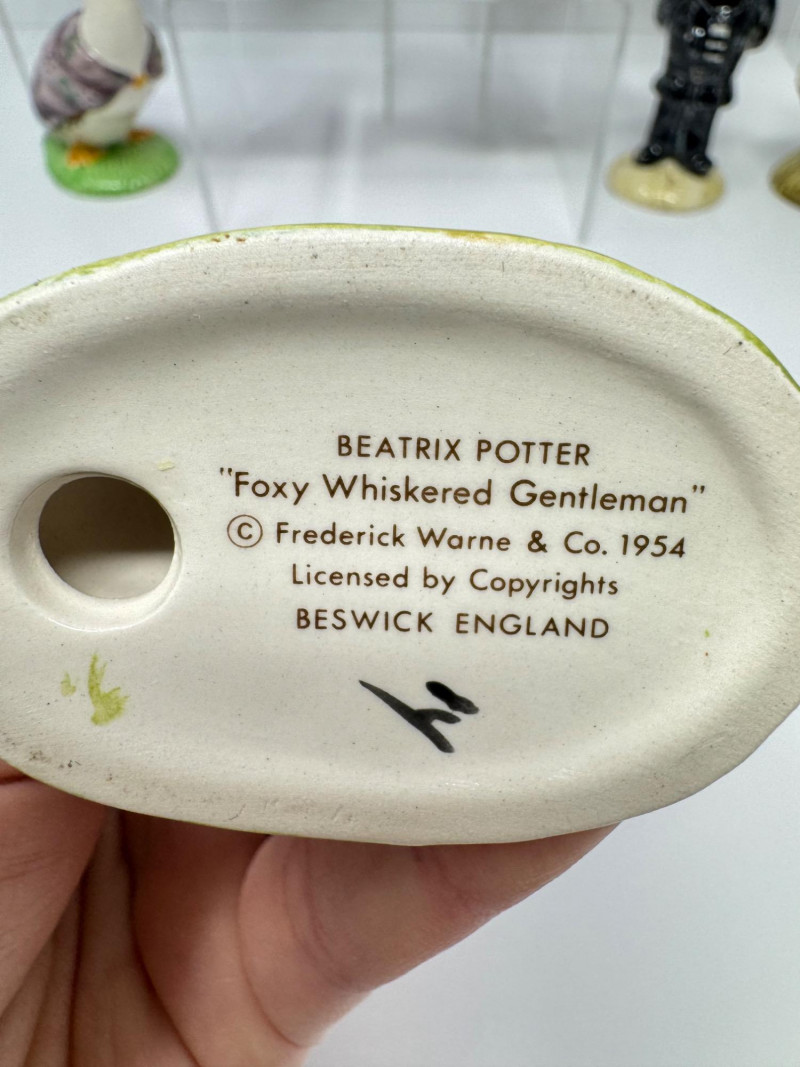 BEATRIX POTTER
"Foxy Whiskered Gentleman"
© Frederick Warne & Co. 1954
Licensed by Copyrights
BESWICK ENGLAND